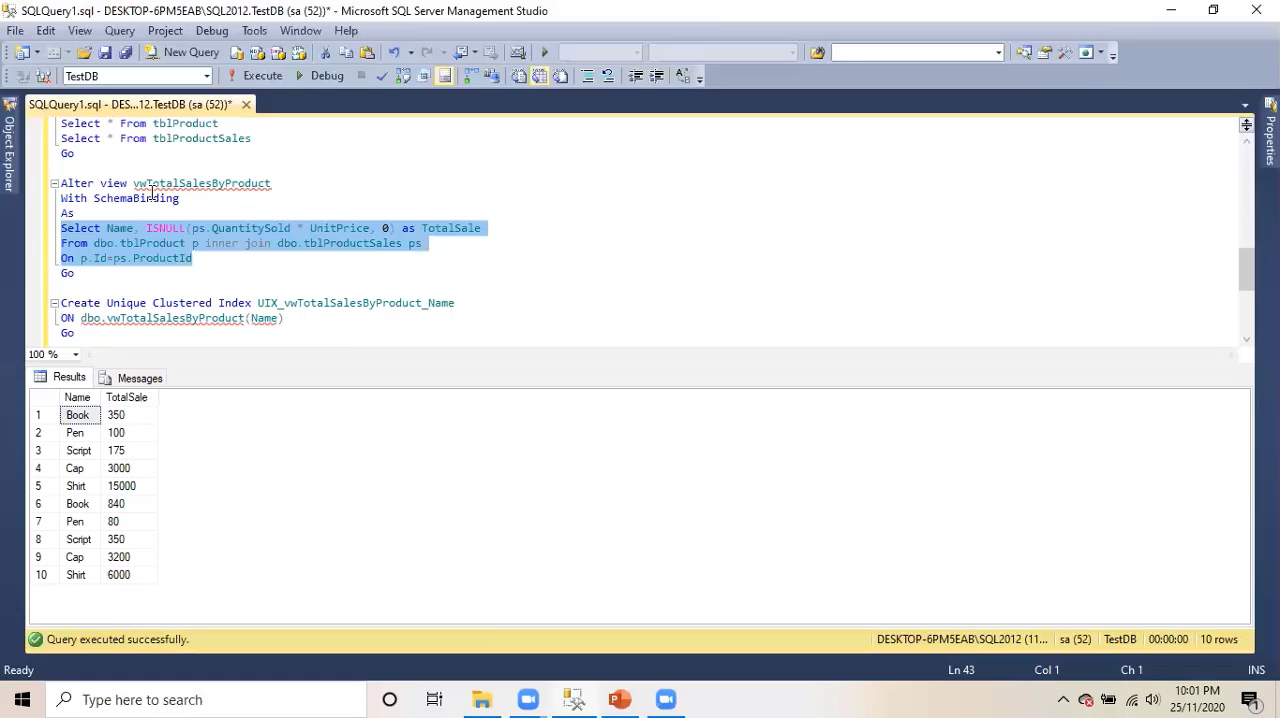 SQLQuery1.sql - DESKTOP-6PM5EAB\SQL2012.TestDB (sa (52))* - Microsoft SQL Server Management Studio
File Edit View Query Project Debug Tools Window Help
New Query
TestDB Execute Debug
SQLQuery1.sql - DES...12.TestDB (sa (52))*
Object Explorer
Properties
Select * From tblProduct
Select * From tblProductSales
Go
Alter view vwTotalSalesByProduct
With SchemaBinding
As
Select Name, ISNULL(ps.QuantitySold * UnitPrice, 0) as TotalSale
From dbo.tblProduct p inner join dbo.tblProductSales ps
On p.Id=ps.ProductId
Go
Create Unique Clustered Index UIX_vwTotalSalesByProduct_Name
ON dbo.vwTotalSalesByProduct(Name)
Go
100 %
Results Messages
Name TotalSale
1 Book 350
2 Pen 100
3 Script 175
4 Cap 3000
5 Shirt 15000
6 Book 840
7 Pen 80
8 Script 350
9 Cap 3200
10 Shirt 6000
Query executed successfully. DESKTOP-6PM5EAB\SQL2012 (11... sa (52) TestDB 00:00:00 10 rows
Ready Ln 43 Col 1 Ch 1 INS
Type here to search
10:01 PM
25/11/2020